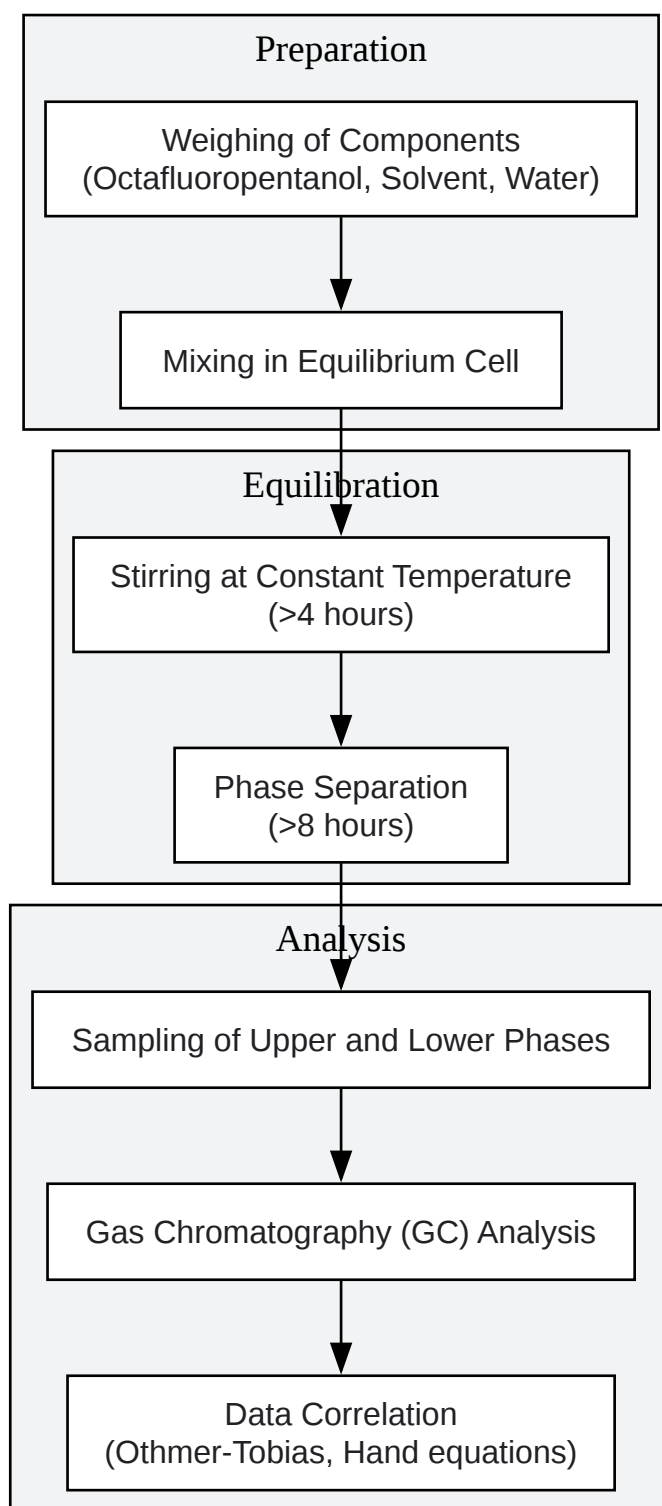 Preparation
Weighing of Components
(Octafluoropentanol, Solvent, Water)
Mixing in Equilibrium Cell
Equilibration
Stirring at Constant Temperature
(>4 hours)
Phase Separation
(>8 hours)
Analysis
Sampling of Upper and Lower Phases
Gas Chromatography (GC) Analysis
Data Correlation
(Othmer-Tobias, Hand equations)